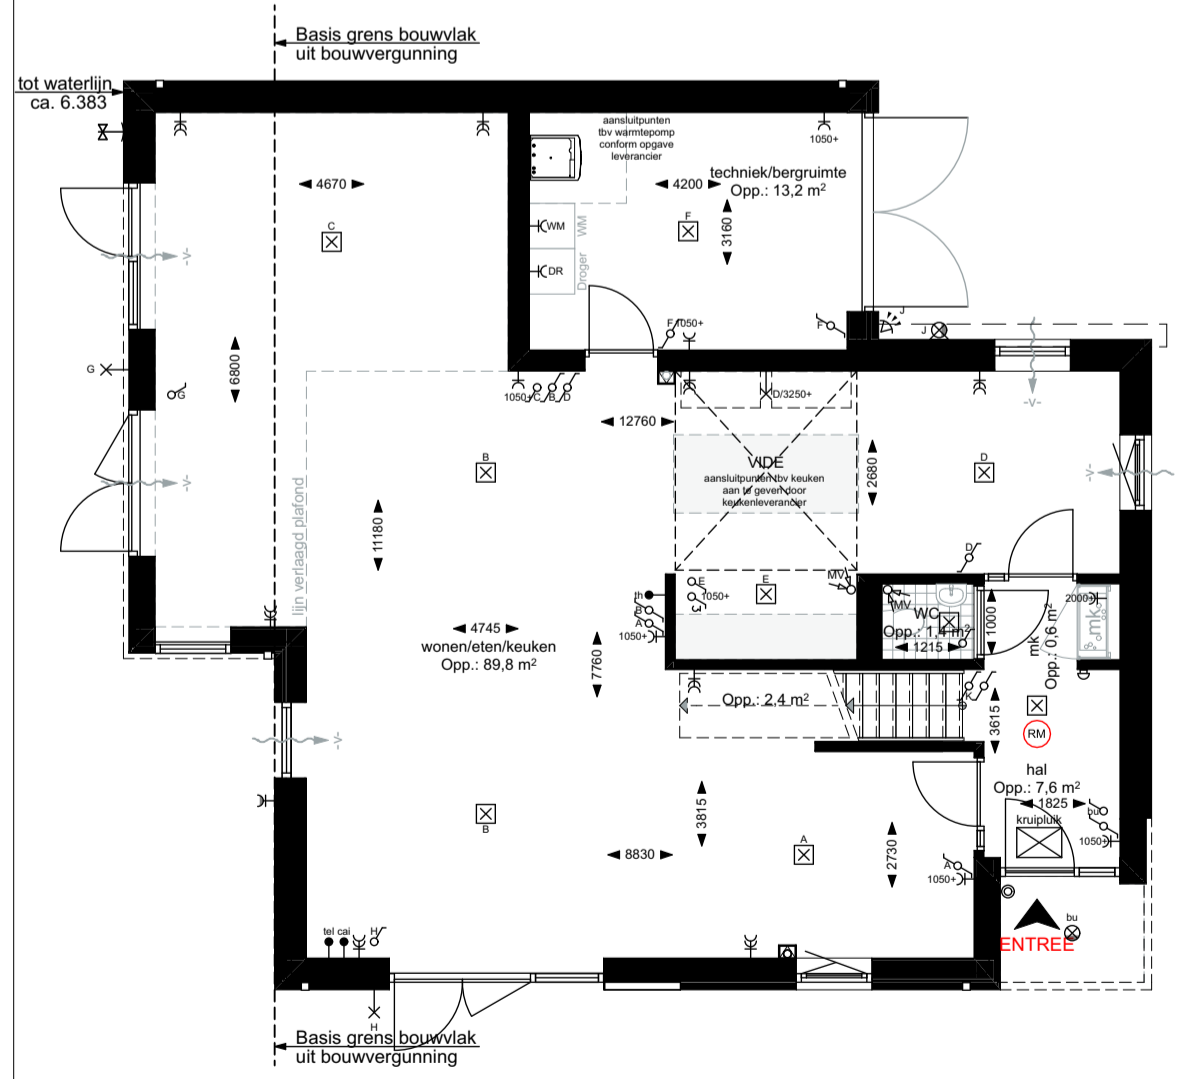 Basis grens bouwvlak
uit bouwvergunning
tot waterlijn
ca. 6.383
aansluitpunten
tbv warmtepomp
conform opgave
leverancier
1050+
techniek/bergruimte
Opp.: 13,2 m²
4670
4200
3160
C
F
WM
WM
DR
Droger
-V-
F
1050+
F
J
J
G
G
6800
1050+
C
B
D
D/3250+
-V-
12760
VIDE
aansluitpunten tbv keuken
aan te geven door
keukenleverancier
2680
B
D
-V-
-V-
11180
lijn verlaagd plafond
D
th
B
A
1050+
E
1050+
E
MV
MV
WC
Opp.: 1,4 m²
1215
1000
mk
Opp.: 0,6 m²
2000+
mk
4745
wonen/eten/keuken
Opp.: 89,8 m²
7760
Opp.: 2,4 m²
K
3615
RM
-V-
hal
Opp.: 7,6 m²
1825
kruipluik
bu
1050+
B
3815
8830
A
2730
A
1050+
tel cai
H
bu
ENTREE
H
Basis grens bouwvlak
uit bouwvergunning